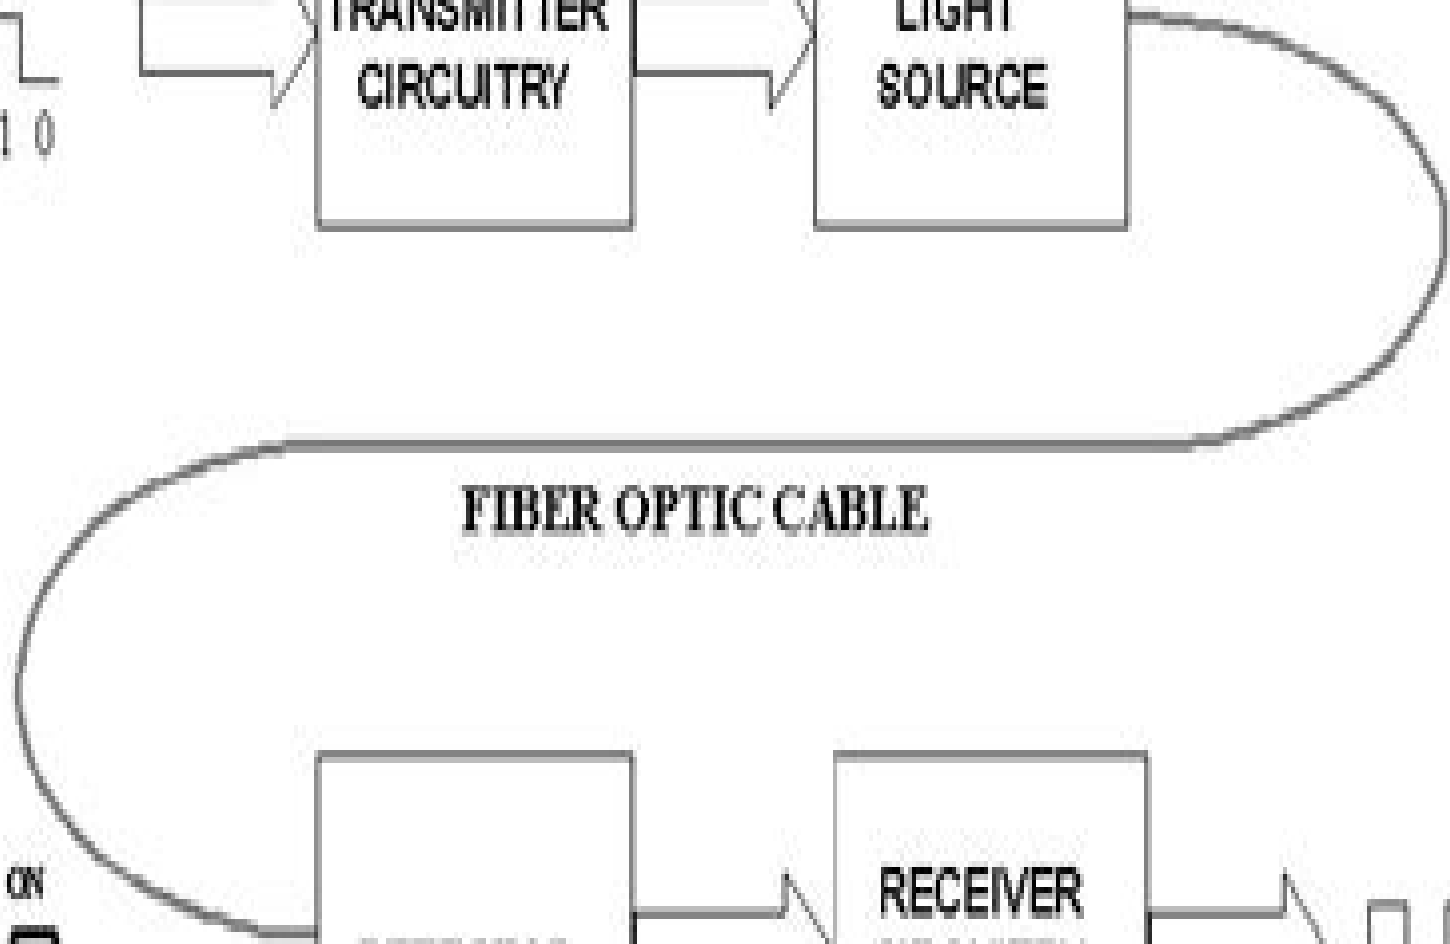 TRANSMITTER
CIRCUITRY
LIGHT
SOURCE
1 0
FIBER OPTIC CABLE
ON
RECEIVER